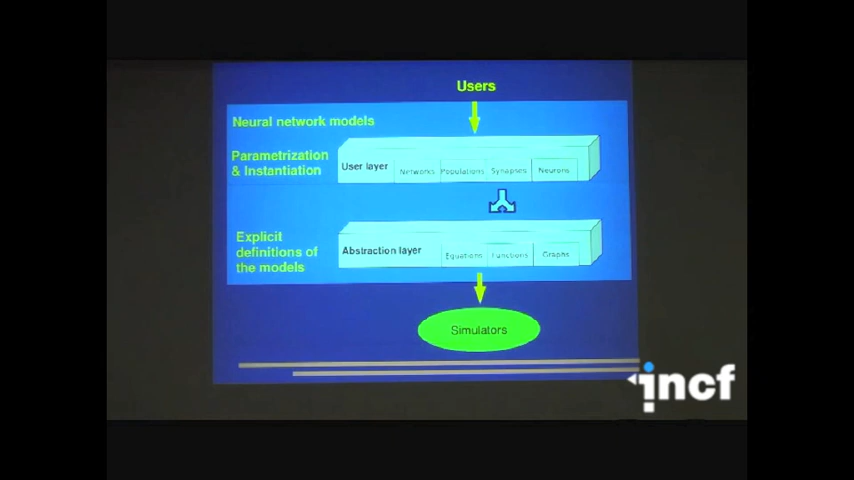 Users
Neural network models
Parametrization
& Instantiation
User layer
Networks
Populations
Synapses
Neurons
Explicit
definitions of
the models
Abstraction layer
Equations
Functions
Graphs
Simulators
incf